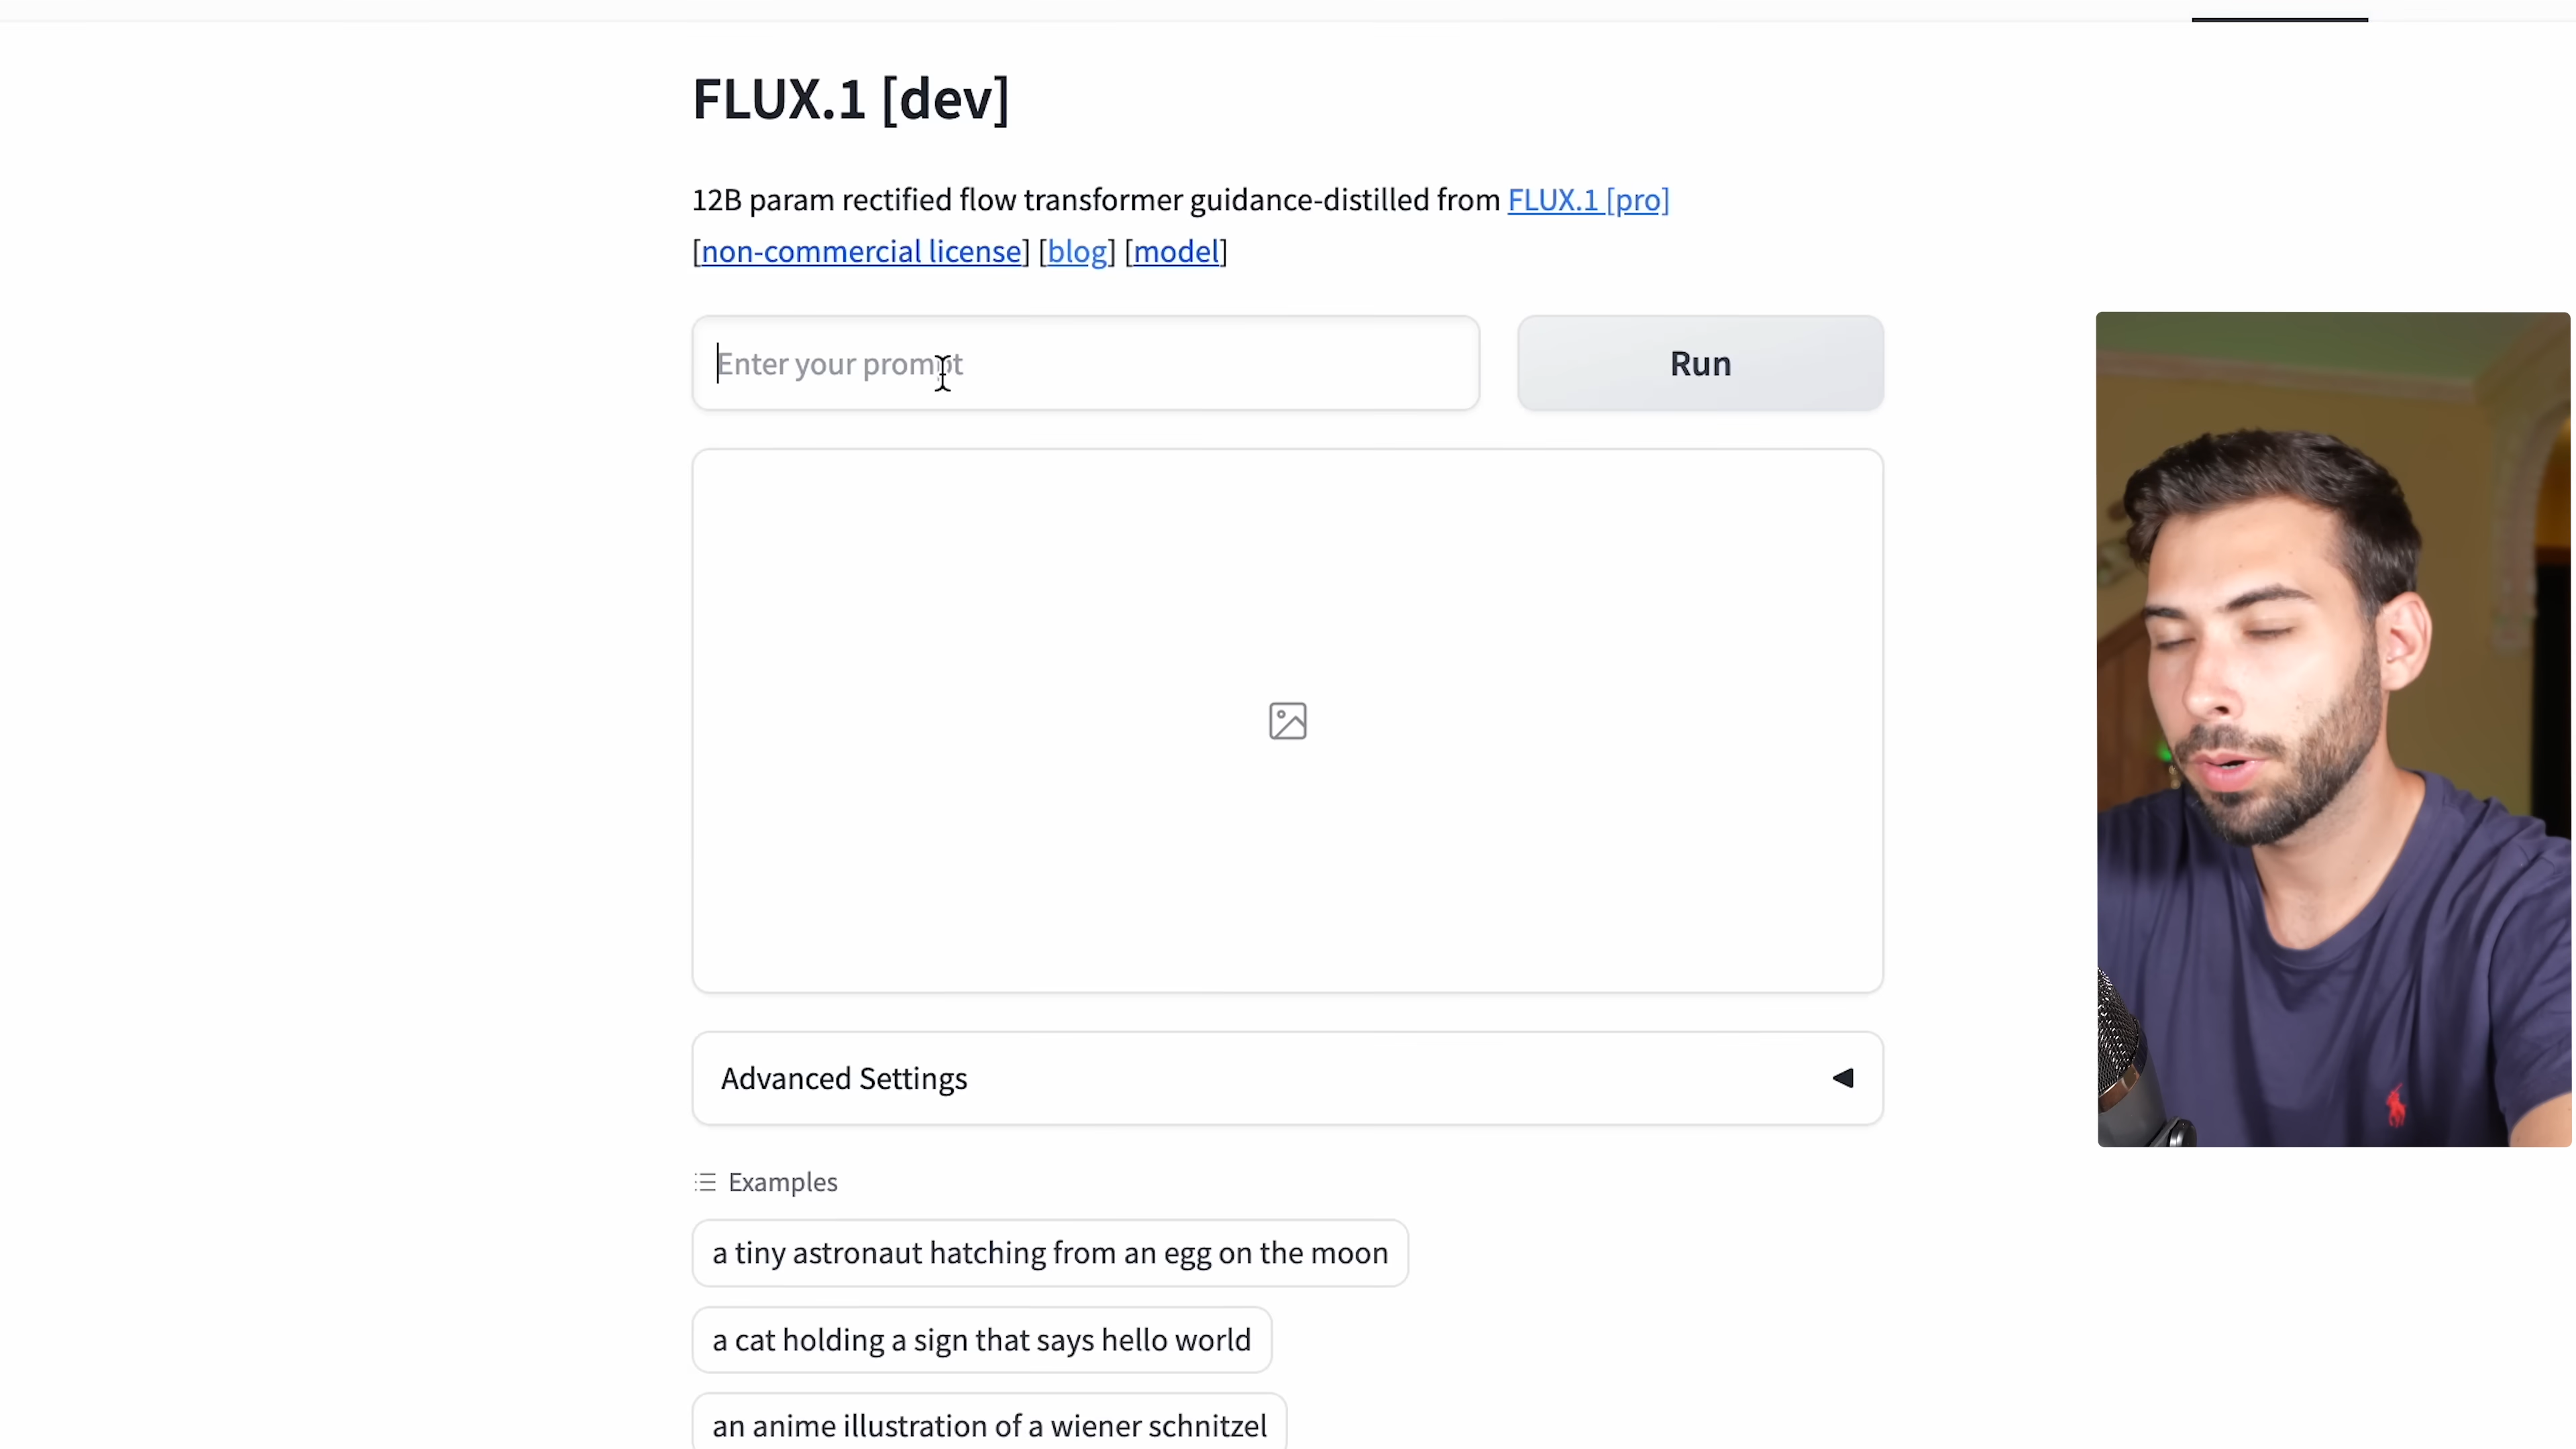 FLUX.1 [dev]
12B param rectified flow transformer guidance-distilled from FLUX.1 [pro]
[non-commercial license] [blog] [model]
Enter your prompt
Run
Advanced Settings
Examples
a tiny astronaut hatching from an egg on the moon
a cat holding a sign that says hello world
an anime illustration of a wiener schnitzel